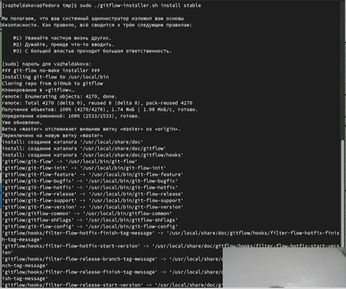 [vazheldakov@fedora tmp]$ sudo ./gitflow-installer.sh install stable
Мы полагаем, что ваш системный администратор изложил вам основы
безопасности. Как правило, всё сводится к трём следующим правилам:
#1) Уважайте частную жизнь других.
#2) Думайте, прежде что-то вводить.
#3) С большой властью приходит большая ответственность.
[sudo] пароль для vazheldakov:
### git-flow no-make installer ###
Installing git-flow to /usr/local/bin
Cloning repo from GitHub to gitflow
Клонирование в «gitflow»…
remote: Enumerating objects: 4270, done.
remote: Total 4270 (delta 0), reused 0 (delta 0), pack-reused 4270
Получение объектов: 100% (4270/4270), 1.74 МиБ | 1.90 МиБ/с, готово.
Определение изменений: 100% (2533/2533), готово.
Уже обновлено.
Ветка «master» отслеживает внешнюю ветку «master» из «origin».
Переключено на новую ветку «master»
install: создание каталога '/usr/local/share/doc'
install: создание каталога '/usr/local/share/doc/gitflow'
install: создание каталога '/usr/local/share/doc/gitflow/hooks'
'gitflow/git-flow' -> '/usr/local/bin/git-flow'
'gitflow/git-flow-init' -> '/usr/local/bin/git-flow-init'
'gitflow/git-flow-feature' -> '/usr/local/bin/git-flow-feature'
'gitflow/git-flow-bugfix' -> '/usr/local/bin/git-flow-bugfix'
'gitflow/git-flow-hotfix' -> '/usr/local/bin/git-flow-hotfix'
'gitflow/git-flow-release' -> '/usr/local/bin/git-flow-release'
'gitflow/git-flow-support' -> '/usr/local/bin/git-flow-support'
'gitflow/git-flow-version' -> '/usr/local/bin/git-flow-version'
'gitflow/gitflow-common' -> '/usr/local/bin/gitflow-common'
'gitflow/gitflow-shFlags' -> '/usr/local/bin/gitflow-shFlags'
'gitflow/git-flow-config' -> '/usr/local/bin/git-flow-config'
'gitflow/hooks/filter-flow-hotfix-finish-tag-message' -> '/usr/local/share/doc/gitflow/hooks/filter-flow-hotfix-finis
h-tag-message'
'gitflow/hooks/filter-flow-hotfix-start-version' -> '/usr/local/share/doc/gitflow/hooks/filter-flow-hotfix-start-vers
ion'
'gitflow/hooks/filter-flow-release-branch-tag-message' -> '/usr/local/share
nch-tag-message'
'gitflow/hooks/filter-flow-release-finish-tag-message' -> '/usr/local/share
ish-tag-message'
'gitflow/hooks/filter-flow-release-start-version' -> '/usr/local/share/doc